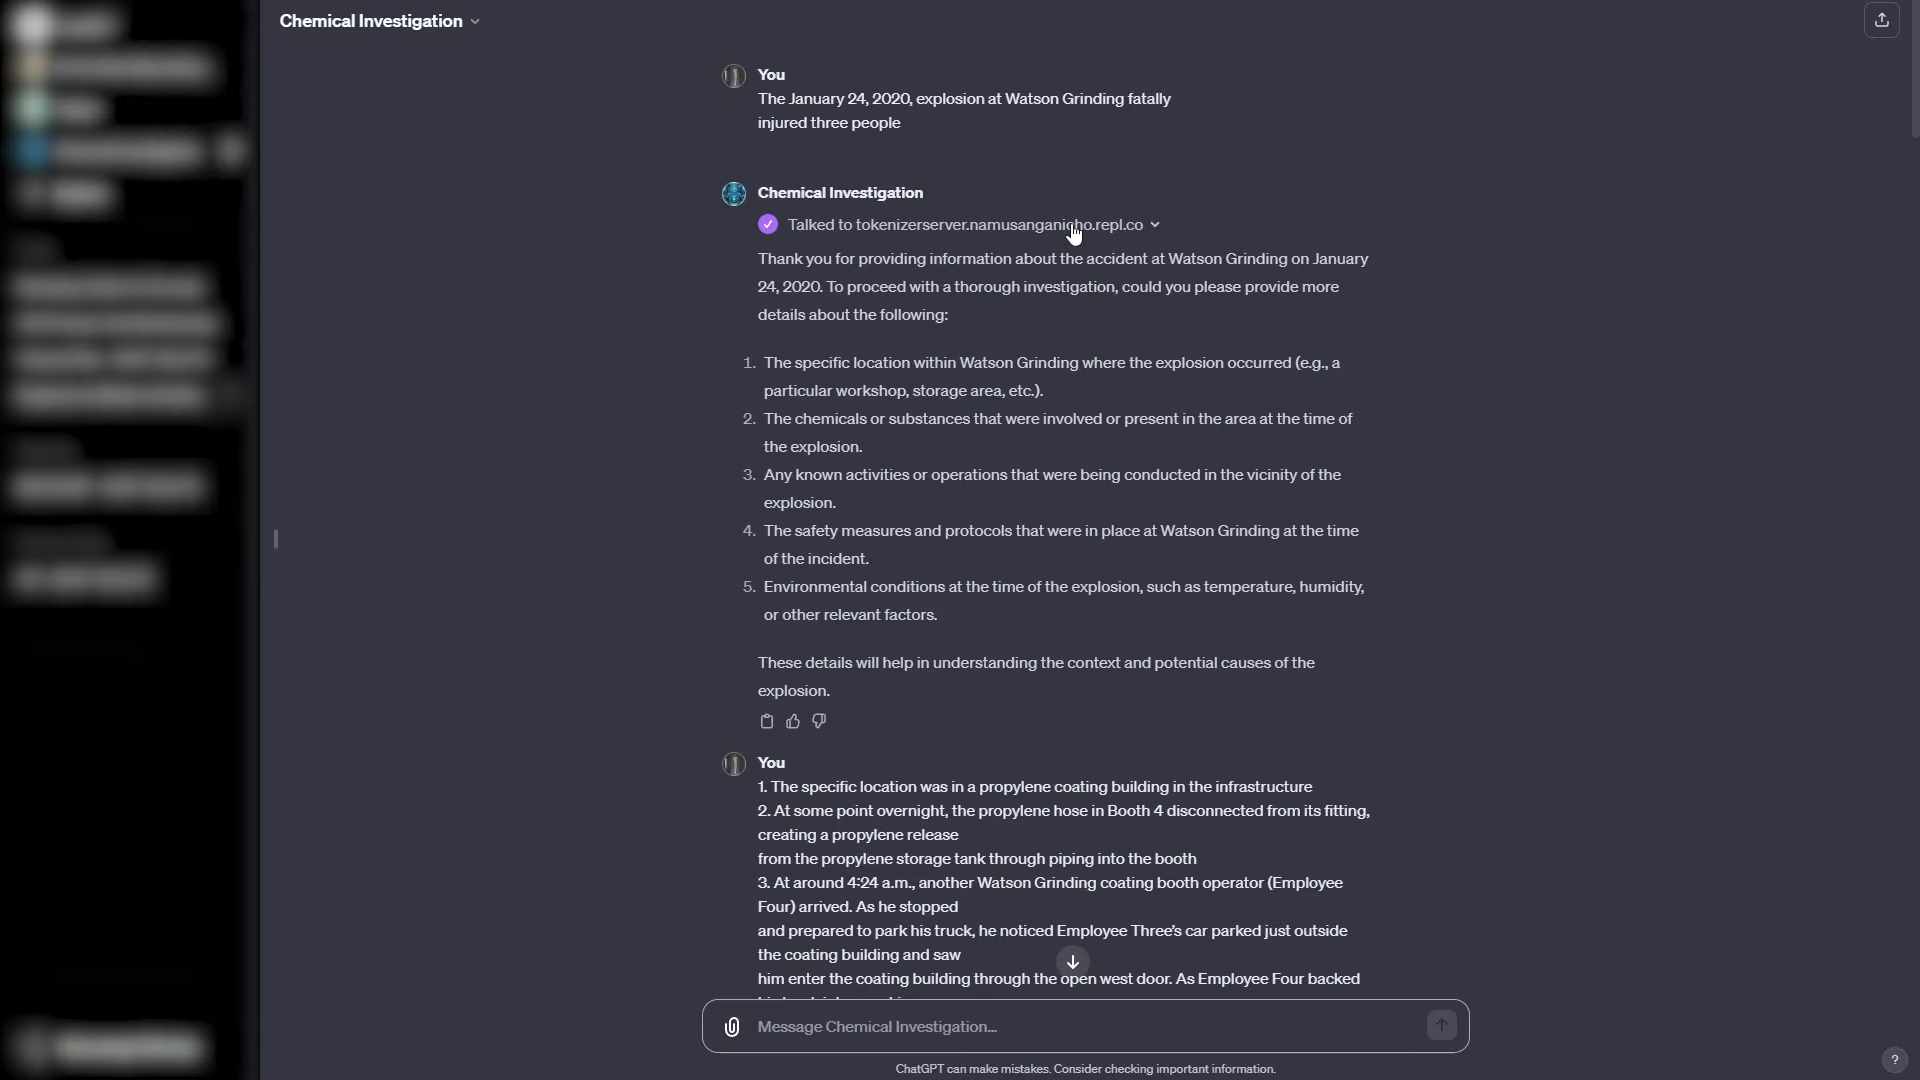 Chemical Investigation
You
The January 24, 2020, explosion at Watson Grinding fatally
injured three people
Chemical Investigation
Talked to tokenizerserver.namusanganicho.repl.co
Thank you for providing information about the accident at Watson Grinding on January
24, 2020. To proceed with a thorough investigation, could you please provide more
details about the following:
1. The specific location within Watson Grinding where the explosion occurred (e.g., a
particular workshop, storage area, etc.).
2. The chemicals or substances that were involved or present in the area at the time of
the explosion.
3. Any known activities or operations that were being conducted in the vicinity of the
explosion.
4. The safety measures and protocols that were in place at Watson Grinding at the time
of the incident.
5. Environmental conditions at the time of the explosion, such as temperature, humidity,
or other relevant factors.
These details will help in understanding the context and potential causes of the
explosion.
You
1. The specific location was in a propylene coating building in the infrastructure
2. At some point overnight, the propylene hose in Booth 4 disconnected from its fitting,
creating a propylene release
from the propylene storage tank through piping into the booth
3. At around 4:24 a.m., another Watson Grinding coating booth operator (Employee
Four) arrived. As he stopped
and prepared to park his truck, he noticed Employee Three's car parked just outside
the coating building and saw
him enter the coating building through the open west door. As Employee Four backed
Message Chemical Investigation...
ChatGPT can make mistakes. Consider checking important information.
?